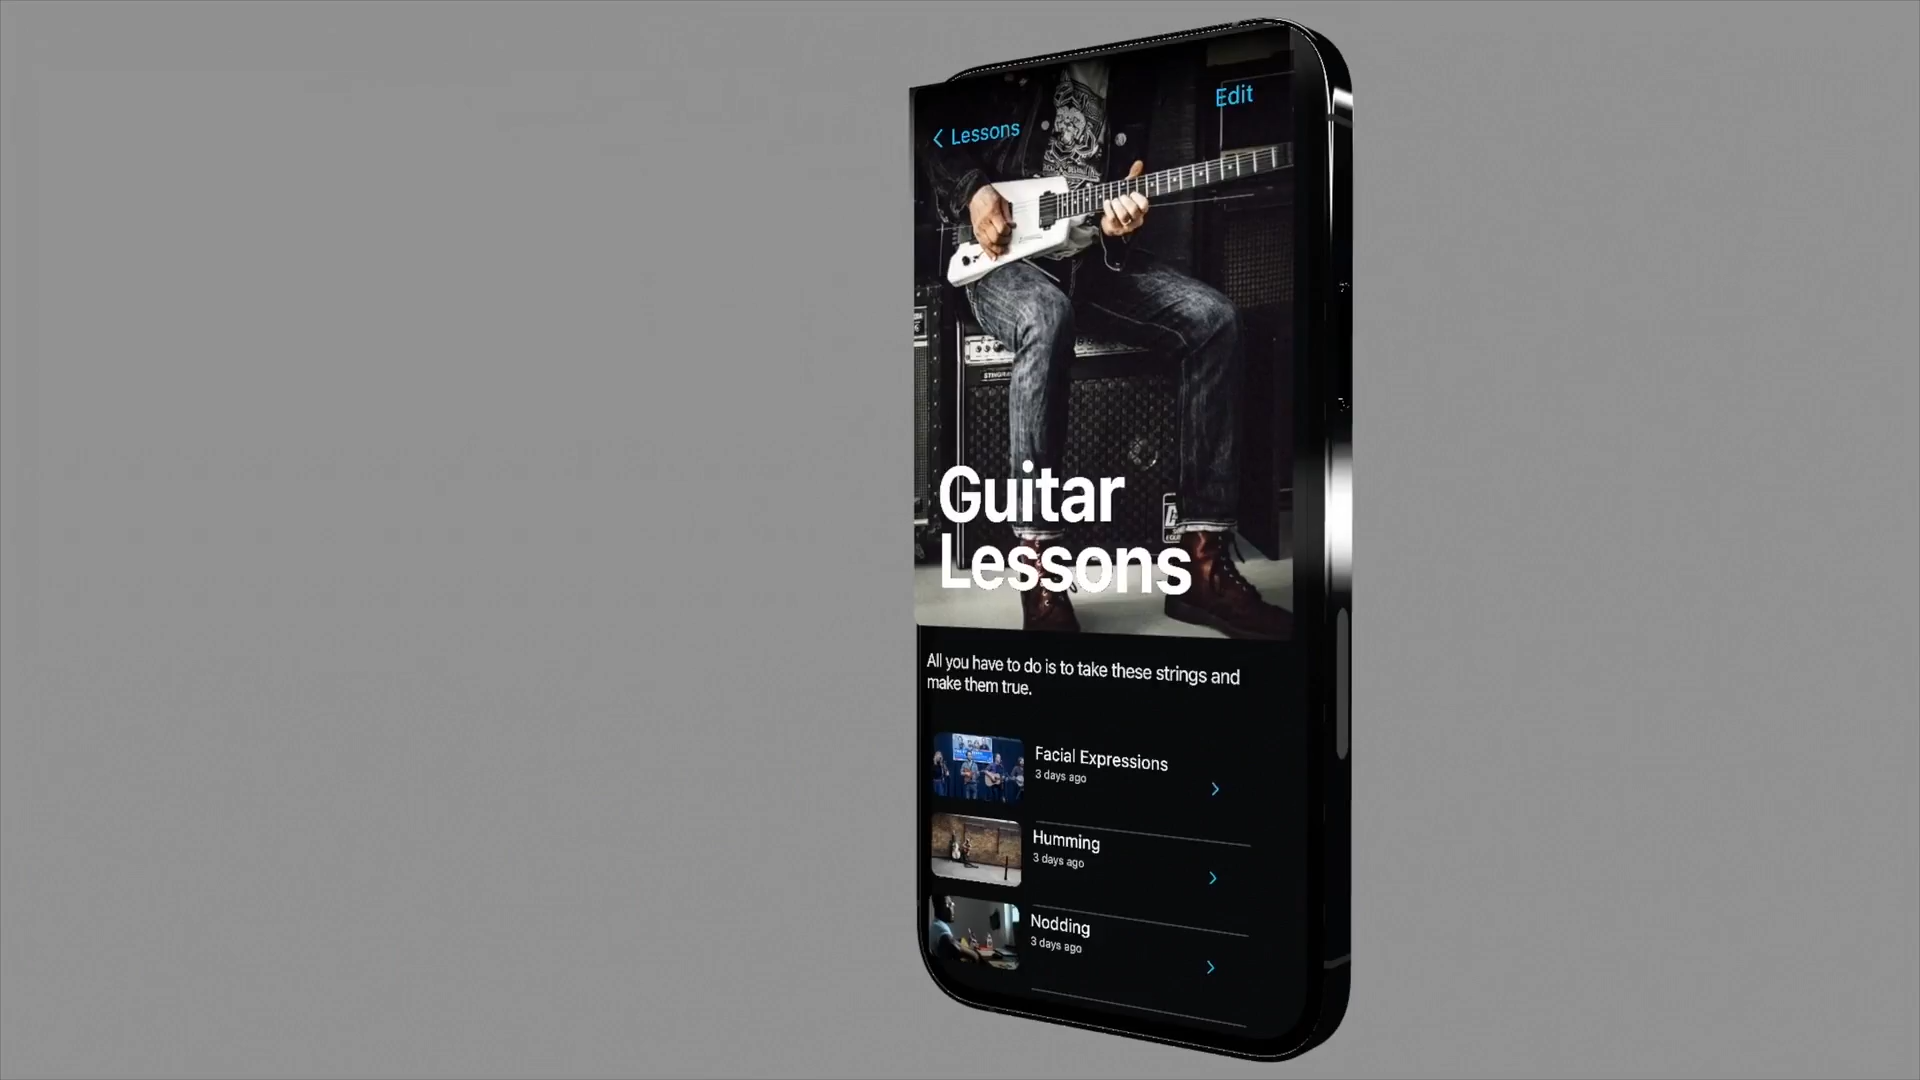 Edit
Lessons
Guitar
Lessons
All you have to do is to take these strings and
make them true.
Facial Expressions
3 days ago
Humming
3 days ago
Nodding
3 days ago